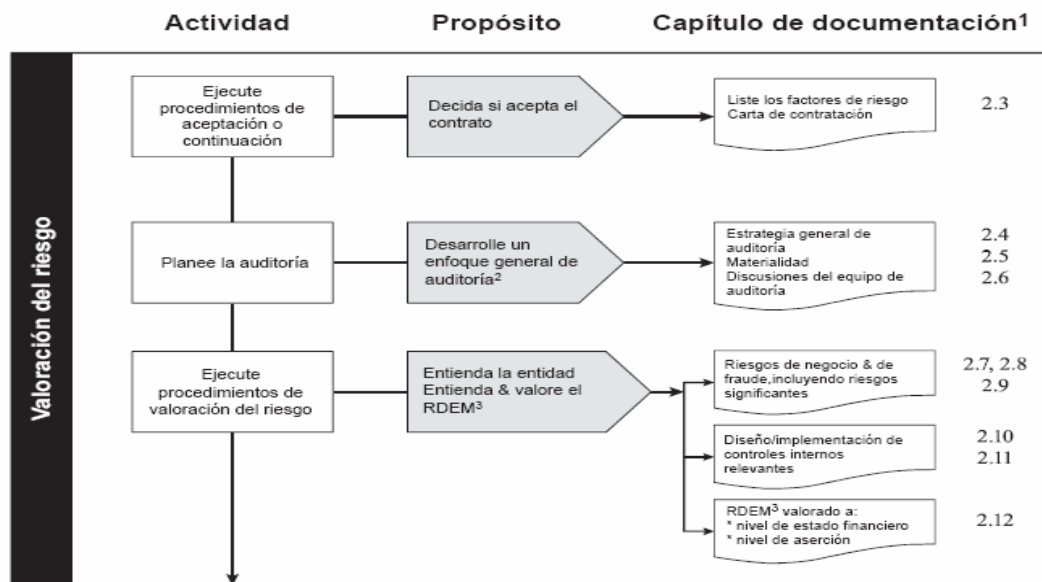 Actividad
Propósito
Capítulo de documentación¹
Valoración del riesgo
Ejecute
procedimientos de
aceptación o
continuación
Decida si acepta el
contrato
Liste los factores de riesgo
Carta de contratación
2.3
Planee la auditoría
Desarrolle un
enfoque general de
auditoría²
Estrategia general de
auditoría
Materialidad
Discusiones del equipo de
auditoría
2.4
2.5
2.6
Ejecute
procedimientos de
valoración del riesgo
Entienda la entidad
Entienda & valore el
RDEM³
Riesgos de negocio & de
fraude,incluyendo riesgos
significantes
2.7, 2.8
2.9
Diseño/implementación de
controles internos
relevantes
2.10
2.11
RDEM³ valorado a:
* nivel de estado financiero
* nivel de aserción
2.12